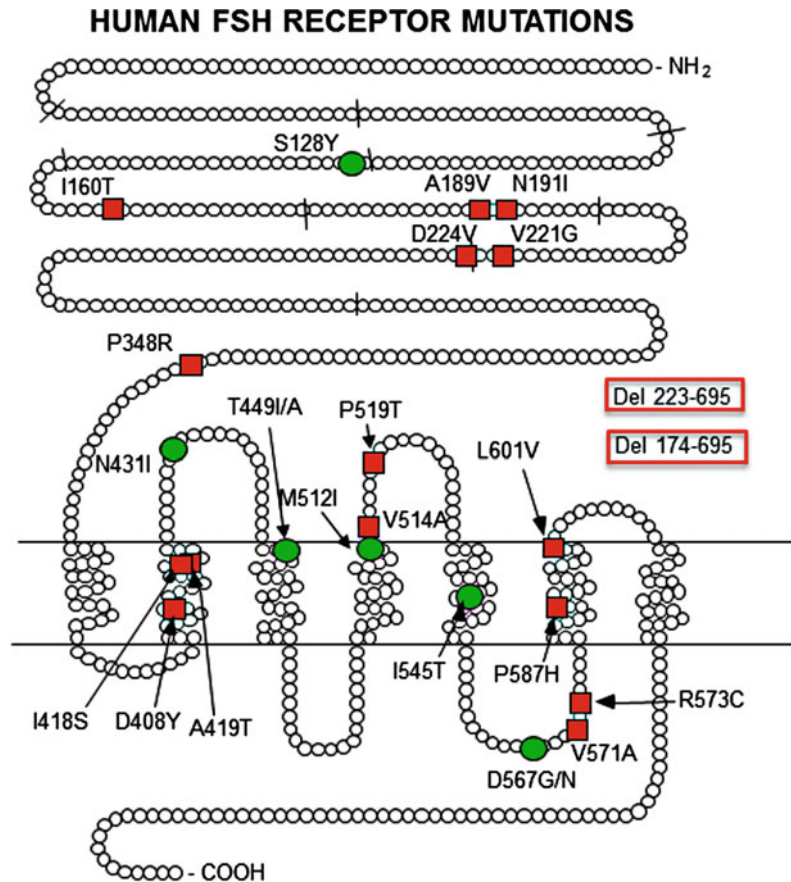 HUMAN FSH RECEPTOR MUTATIONS
- NH2
S128Y
I160T
A189V N191I
D224V V221G
P348R
Del 223-695
T449I/A
P519T
Del 174-695
L601V
N431I
M512I
V514A
I545T
P587H
R573C
I418S
D408Y
A419T
V571A
D567G/N
- COOH